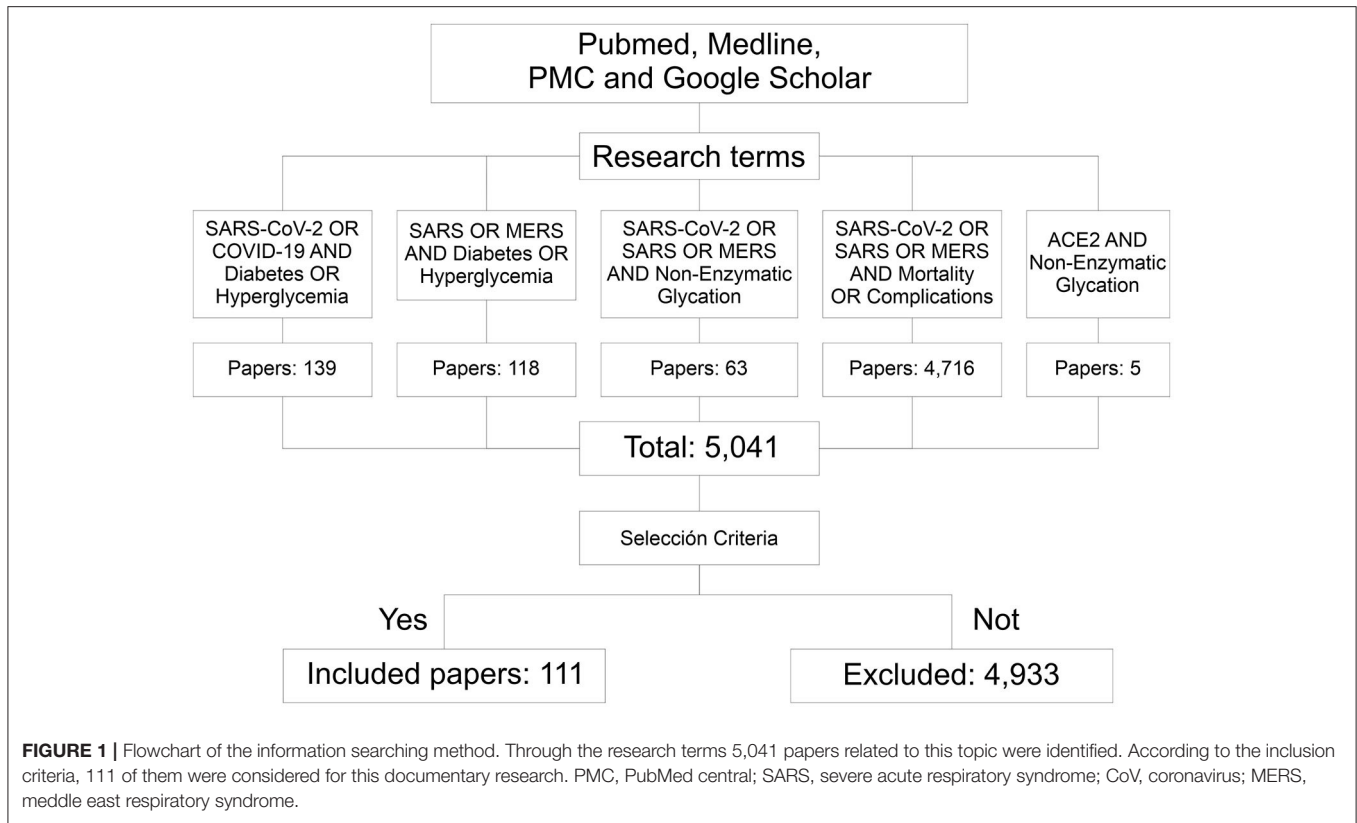 Pubmed, Medline,
PMC and Google Scholar
Research terms
SARS-CoV-2 OR
COVID-19 AND
Diabetes OR
Hyperglycemia
SARS OR MERS
AND Diabetes OR
Hyperglycemia
SARS-CoV-2 OR
SARS OR MERS
AND Non-Enzymatic
Glycation
SARS-CoV-2 OR
SARS OR MERS
AND Mortality
OR Complications
ACE2 AND
Non-Enzymatic
Glycation
Papers: 139
Papers: 118
Papers: 63
Papers: 4,716
Papers: 5
Total: 5,041
Selección Criteria
Yes
Not
Included papers: 111
Excluded: 4,933
FIGURE 1 | Flowchart of the information searching method. Through the research terms 5,041 papers related to this topic were identified. According to the inclusion
criteria, 111 of them were considered for this documentary research. PMC, PubMed central; SARS, severe acute respiratory syndrome; CoV, coronavirus; MERS,
meddle east respiratory syndrome.